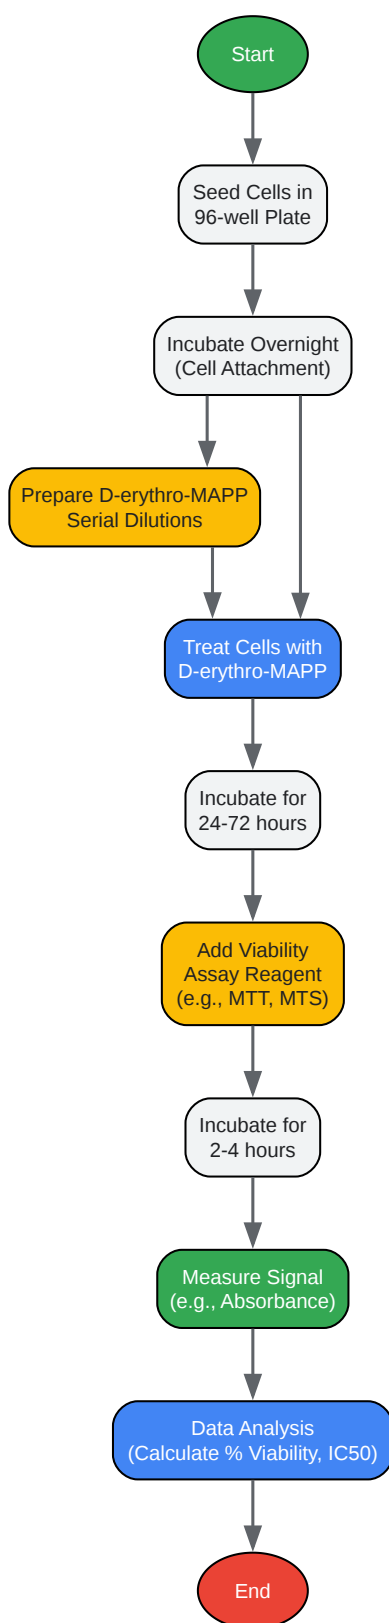 Start
Seed Cells in
96-well Plate
Incubate Overnight
(Cell Attachment)
Prepare D-erythro-MAPP
Serial Dilutions
Treat Cells with
D-erythro-MAPP
Incubate for
24-72 hours
Add Viability
Assay Reagent
(e.g., MTT, MTS)
Incubate for
2-4 hours
Measure Signal
(e.g., Absorbance)
Data Analysis
(Calculate % Viability, IC50)
End